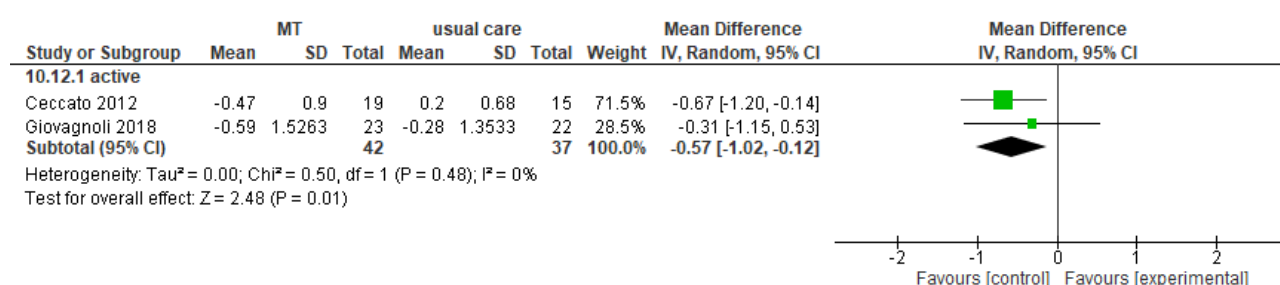 MT usual care Mean Difference Mean Difference
Study or Subgroup Mean SD Total Mean SD Total Weight IV, Random, 95% CI IV, Random, 95% CI
10.12.1 active
Ceccato 2012 -0.47 0.9 19 0.2 0.68 15 71.5% -0.67 [-1.20, -0.14]
Giovagnoli 2018 -0.59 1.5263 23 -0.28 1.3533 22 28.5% -0.31 [-1.15, 0.53]
Subtotal (95% CI) 42 37 100.0% -0.57 [-1.02, -0.12]
Heterogeneity: Tau² = 0.00; Chi² = 0.50, df = 1 (P = 0.48); I² = 0%
Test for overall effect: Z = 2.48 (P = 0.01)
-2 -1 0 1 2
Favours [control] Favours [experimental]